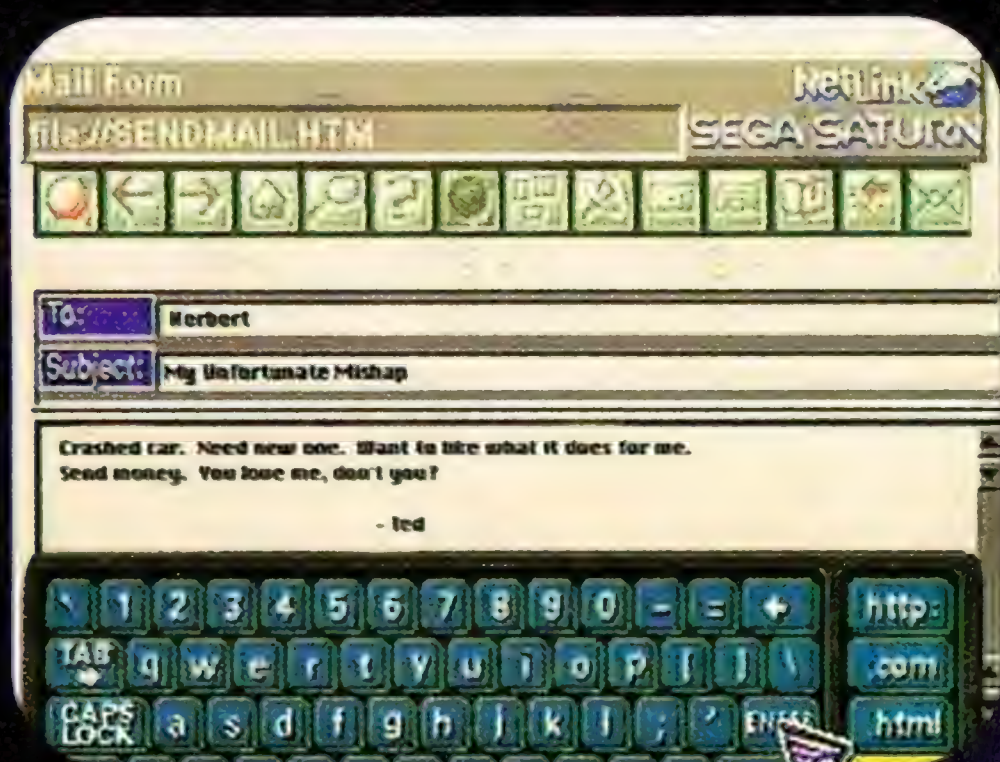 Mail Form
NetLink
file://SENDMAIL.HTM
SEGA SATURN
To: Herbert
Subject: My Unfortunate Mishap
Crashed car. Need new one. Want to like what it does for me.
Send money. You love me, don't you?
- Ted
` 1 2 3 4 5 6 7 8 9 0 - = http:
TAB q w e r t y u i o p [ ] \ .com
CAPS LOCK a s d f g h j k l ; ' ENTER html